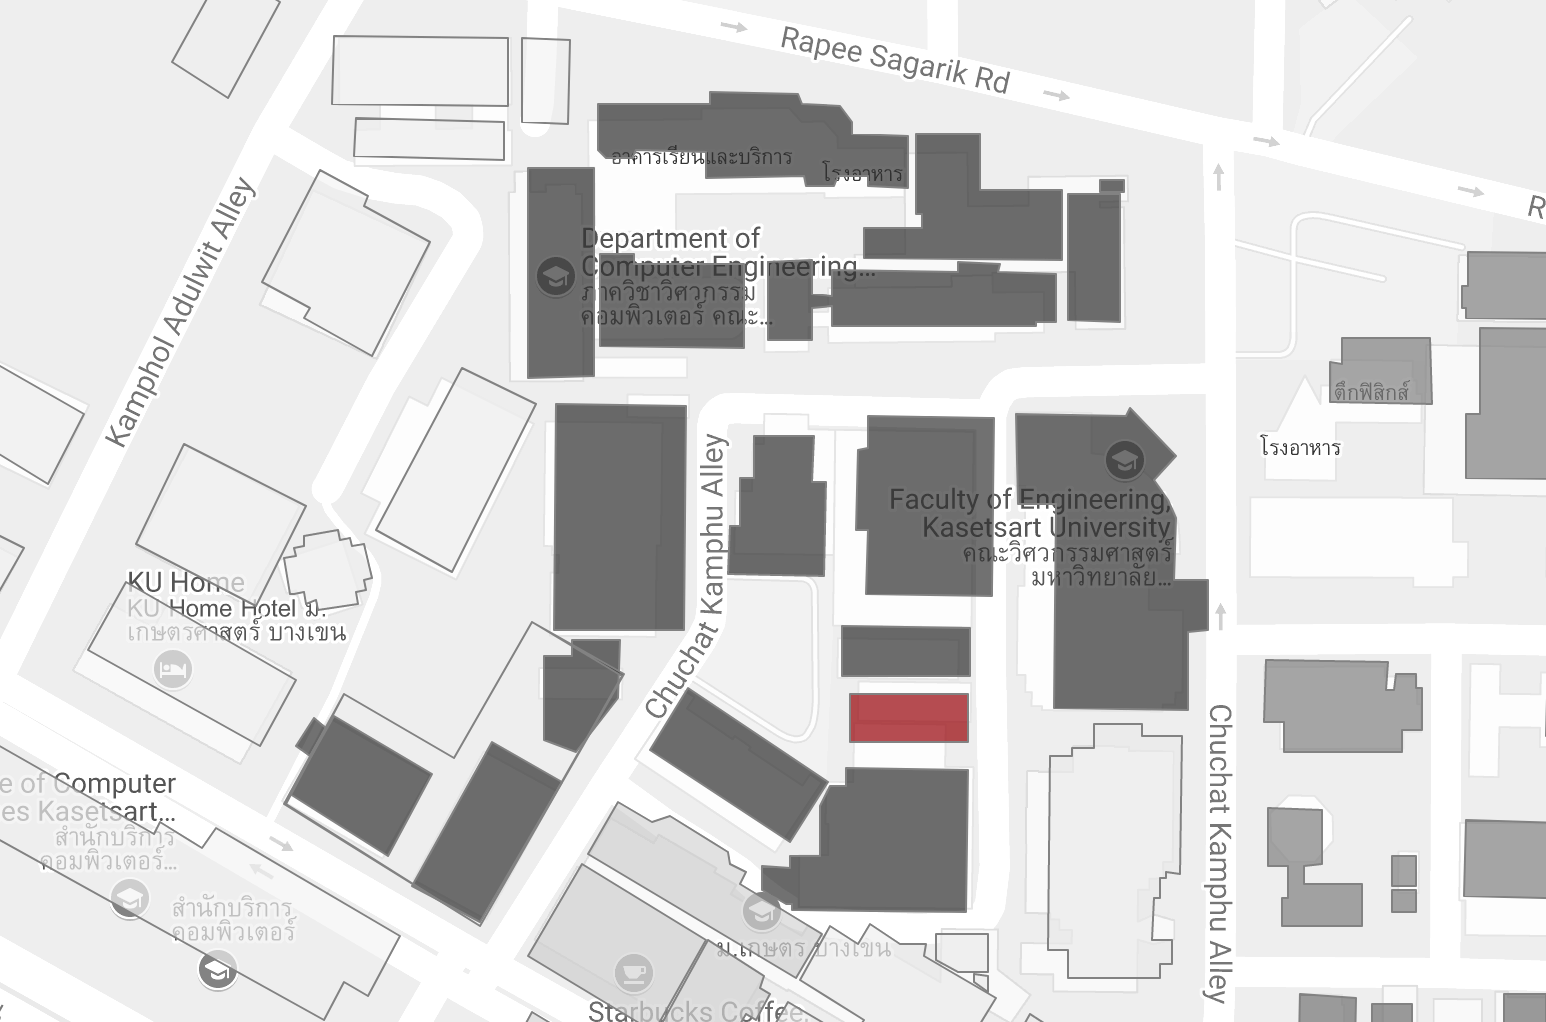 Rapee Sagarik Rd
อาคารเรียนและบริการ
โรงอาหาร
R
Kamphol Adulwit Alley
Department of
Computer Engineering...
ภาควิชาวิศวกรรม
คอมพิวเตอร์ คณะ...
ตึกฟิสิกส์
โรงอาหาร
Chuchat Kamphu Alley
Faculty of Engineering,
Kasetsart University
คณะวิศวกรรมศาสตร์
มหาวิทยาลัย...
KU Home
KU Home Hotel ม.
เกษตรศาสตร์ บางเขน
Chuchat Kamphu Alley
e of Computer
es Kasetsart...
สำนักบริการ
คอมพิวเตอร์...
สำนักบริการ
คอมพิวเตอร์
ม.เกษตร บางเขน
Starbucks Coffee,